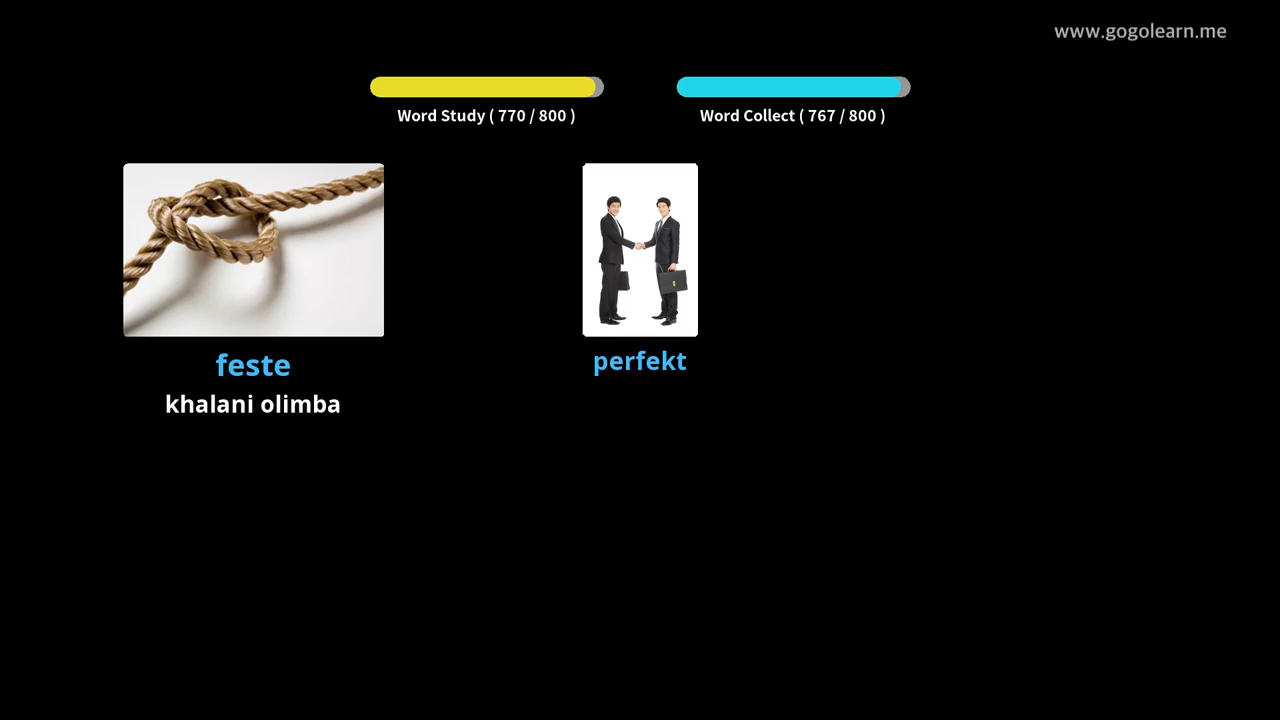 www.gogolearn.me
Word Study ( 770 / 800 )
Word Collect ( 767 / 800 )
feste
khalani olimba
perfekt